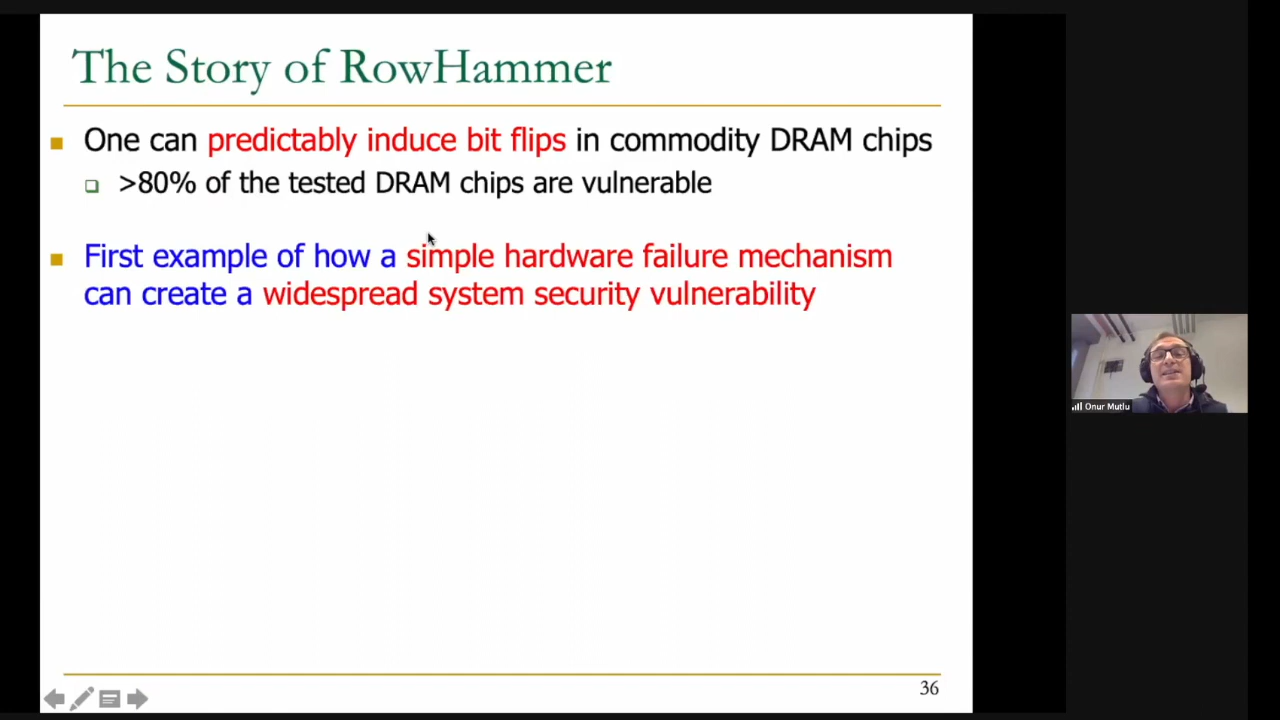 The Story of RowHammer
One can predictably induce bit flips in commodity DRAM chips
>80% of the tested DRAM chips are vulnerable
First example of how a simple hardware failure mechanism
can create a widespread system security vulnerability
Onur Mutlu
36